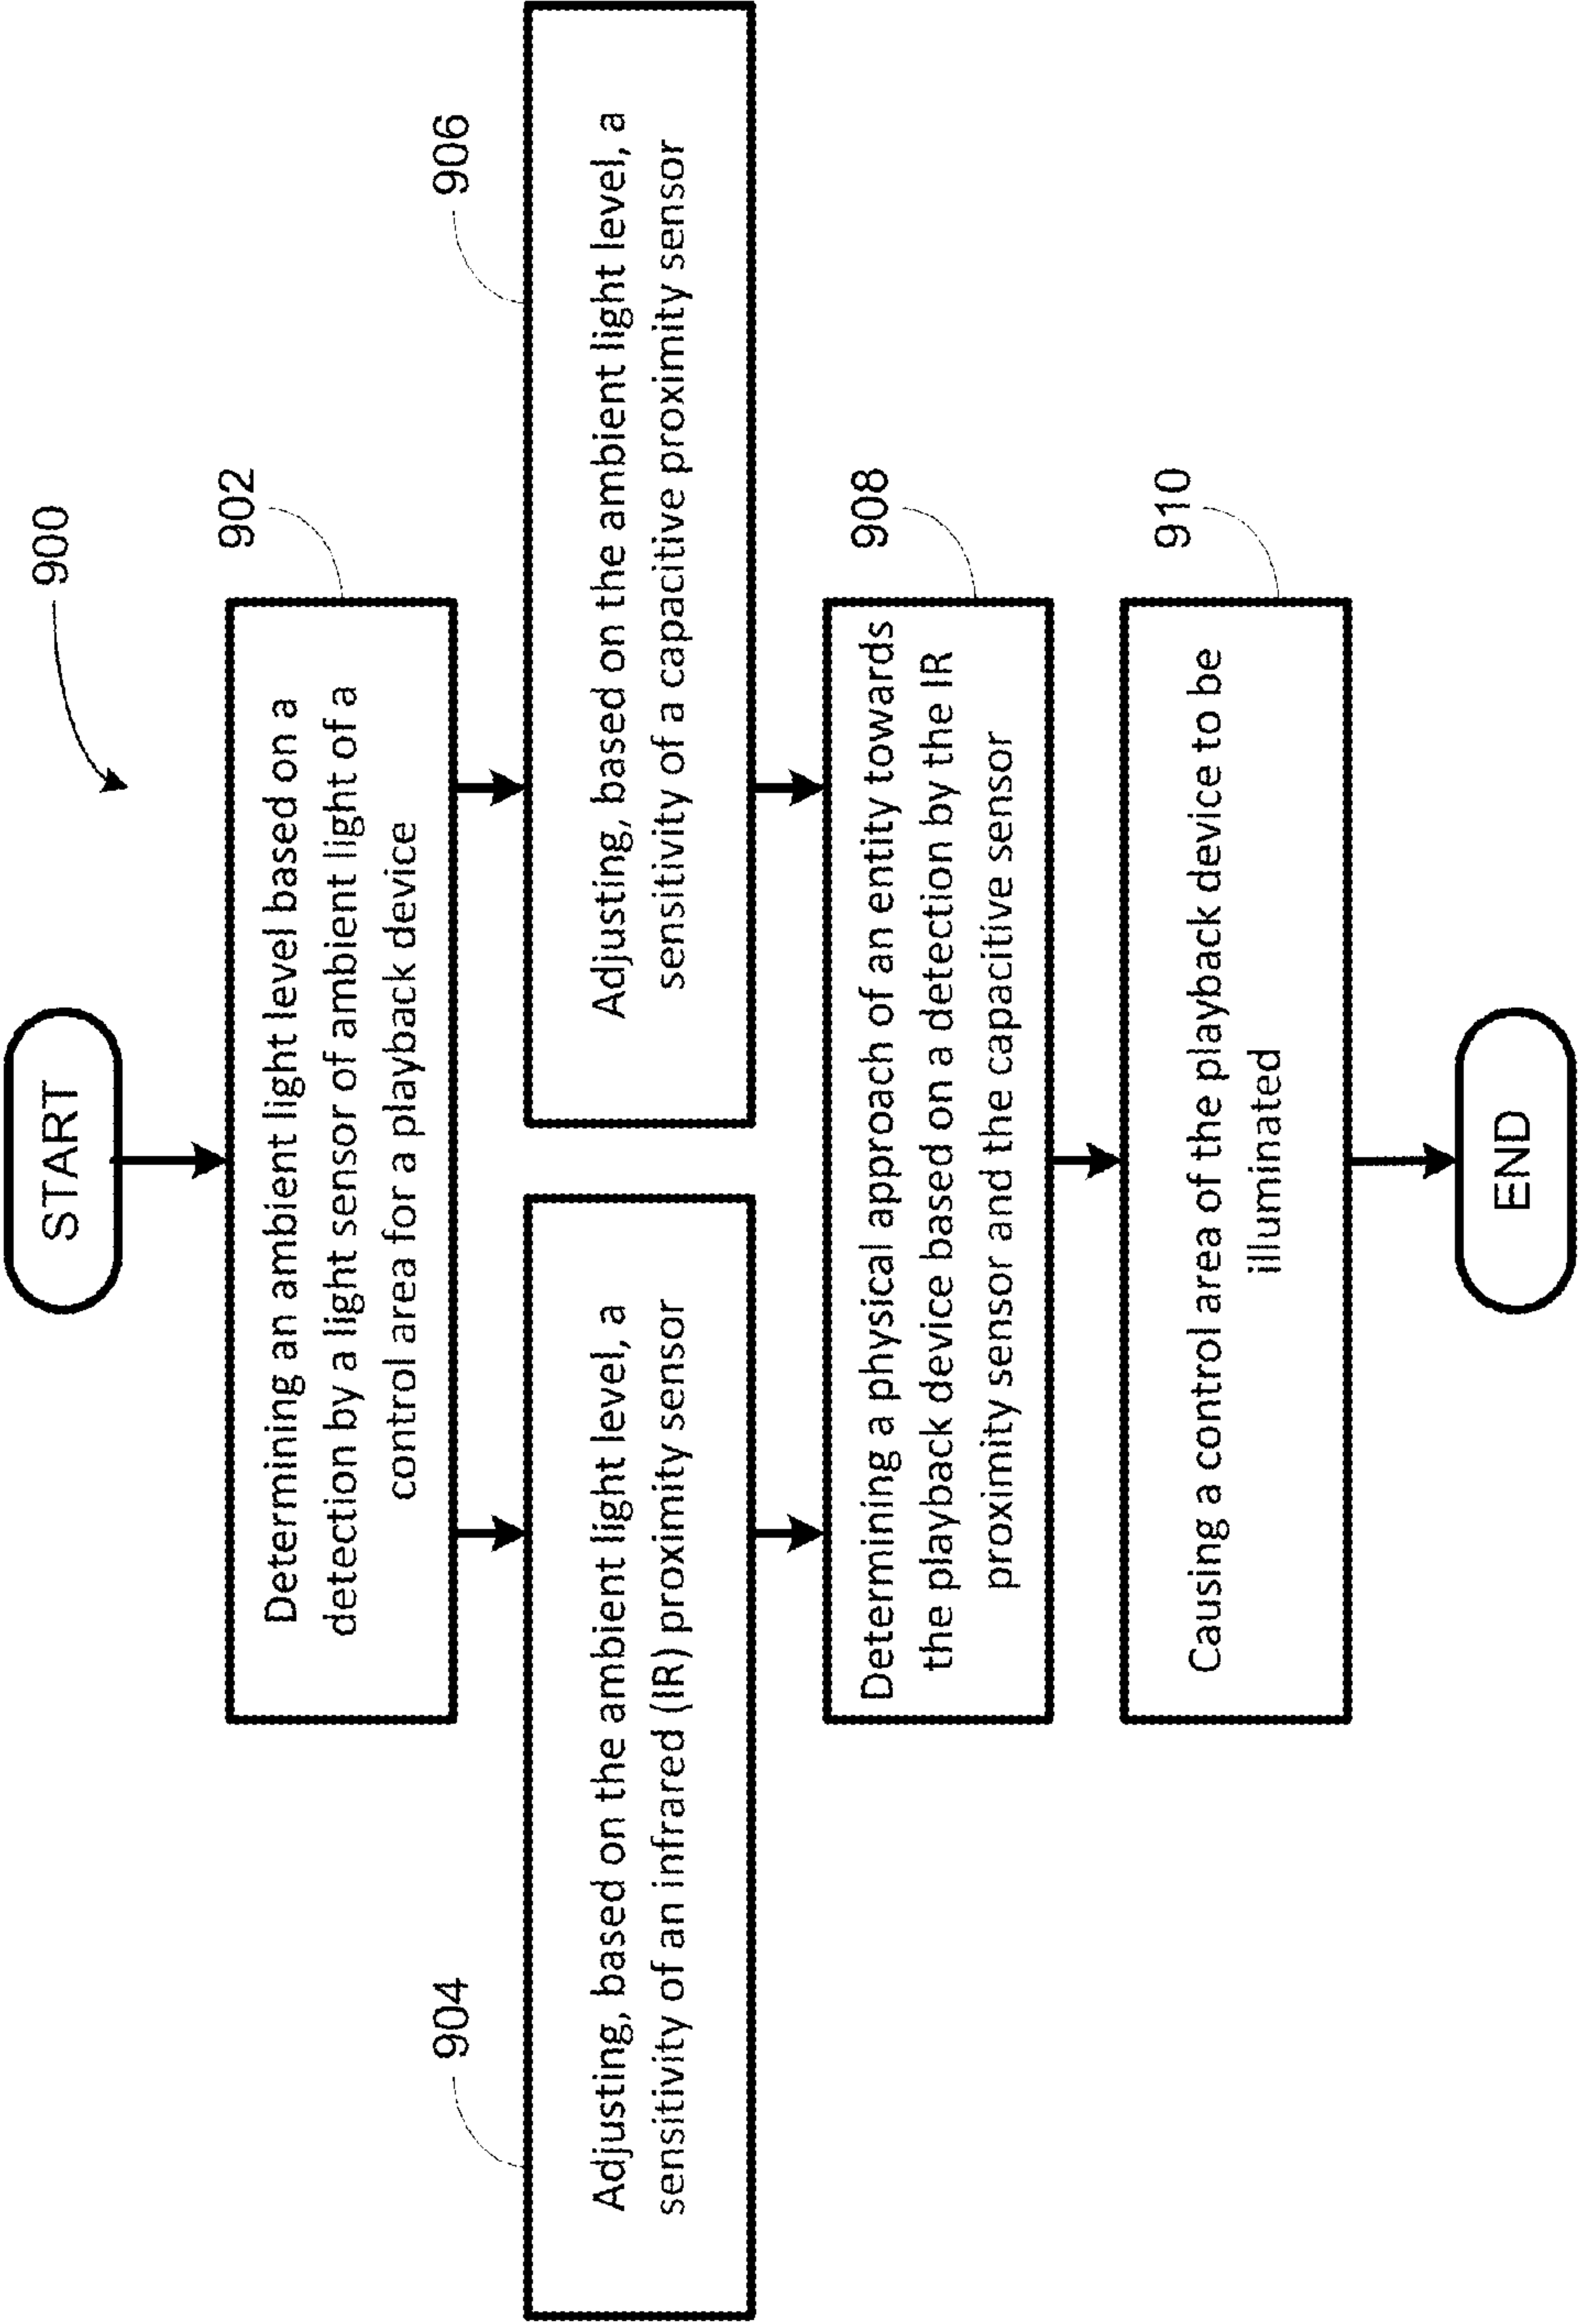 900
START
902
Determining an ambient light level based on a
detection by a light sensor of ambient light of a
control area for a playback device
904
Adjusting, based on the ambient light level, a
sensitivity of an infrared (IR) proximity sensor
906
Adjusting, based on the ambient light level, a
sensitivity of a capacitive proximity sensor
908
Determining a physical approach of an entity towards
the playback device based on a detection by the IR
proximity sensor and the capacitive sensor
910
Causing a control area of the playback device to be
illuminated
END